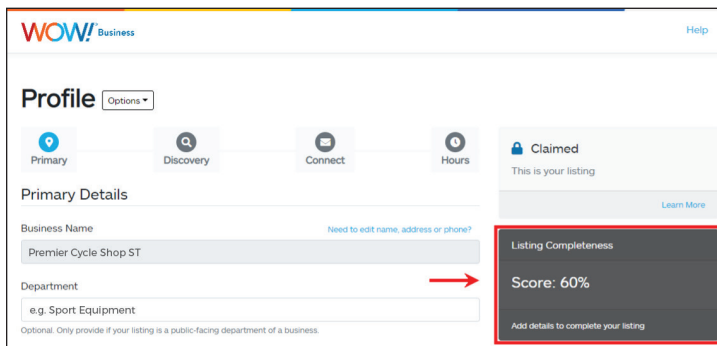 WOW! Business
Help
Profile Options
Primary
Discovery
Connect
Hours
Primary Details
Business Name
Need to edit name, address or phone?
Premier Cycle Shop ST
Department
e.g. Sport Equipment
Optional. Only provide if your listing is a public-facing department of a business.
Claimed
This is your listing
Learn More
Listing Completeness
Score: 60%
Add details to complete your listing